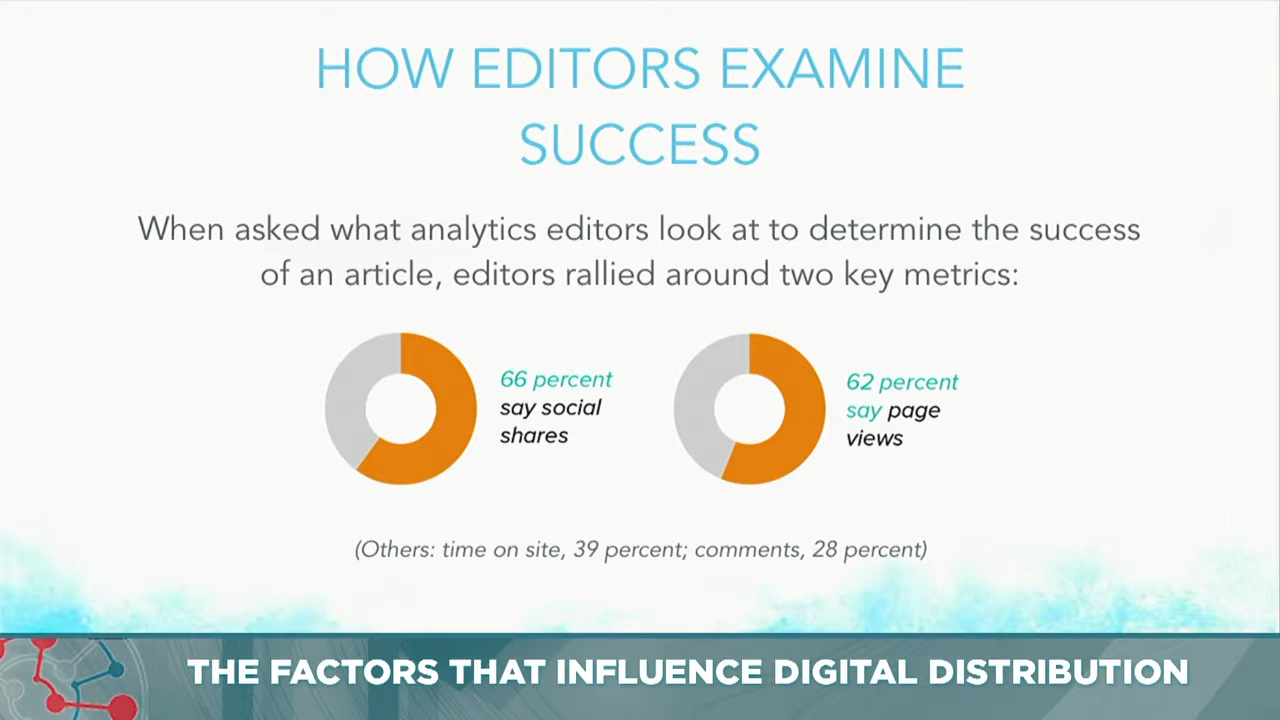 HOW EDITORS EXAMINE
SUCCESS
When asked what analytics editors look at to determine the success
of an article, editors rallied around two key metrics:
66 percent
say social
shares
62 percent
say page
views
(Others: time on site, 39 percent; comments, 28 percent)
THE FACTORS THAT INFLUENCE DIGITAL DISTRIBUTION